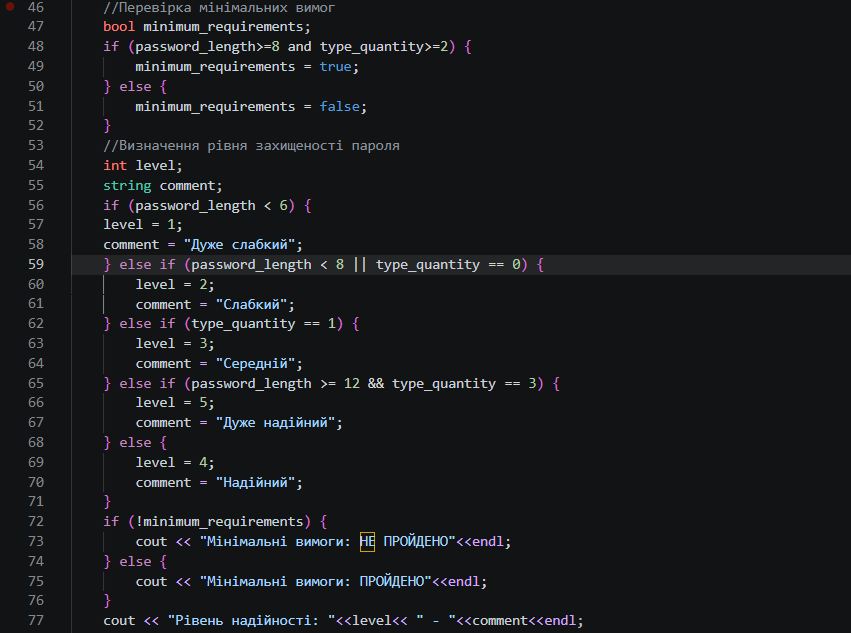 46 //Перевірка мінімальних вимог
47 bool minimum_requirements;
48 if (password_length>=8 and type_quantity>=2) {
49 minimum_requirements = true;
50 } else {
51 minimum_requirements = false;
52 }
53 //Визначення рівня захищеності пароля
54 int level;
55 string comment;
56 if (password_length < 6) {
57 level = 1;
58 comment = "Дуже слабкий";
59 } else if (password_length < 8 || type_quantity == 0) {
60 level = 2;
61 comment = "Слабкий";
62 } else if (type_quantity == 1) {
63 level = 3;
64 comment = "Середній";
65 } else if (password_length >= 12 && type_quantity == 3) {
66 level = 5;
67 comment = "Дуже надійний";
68 } else {
69 level = 4;
70 comment = "Надійний";
71 }
72 if (!minimum_requirements) {
73 cout << "Мінімальні вимоги: НЕ ПРОЙДЕНО"<<endl;
74 } else {
75 cout << "Мінімальні вимоги: ПРОЙДЕНО"<<endl;
76 }
77 cout << "Рівень надійності: "<<level<< " - "<<comment<<endl;